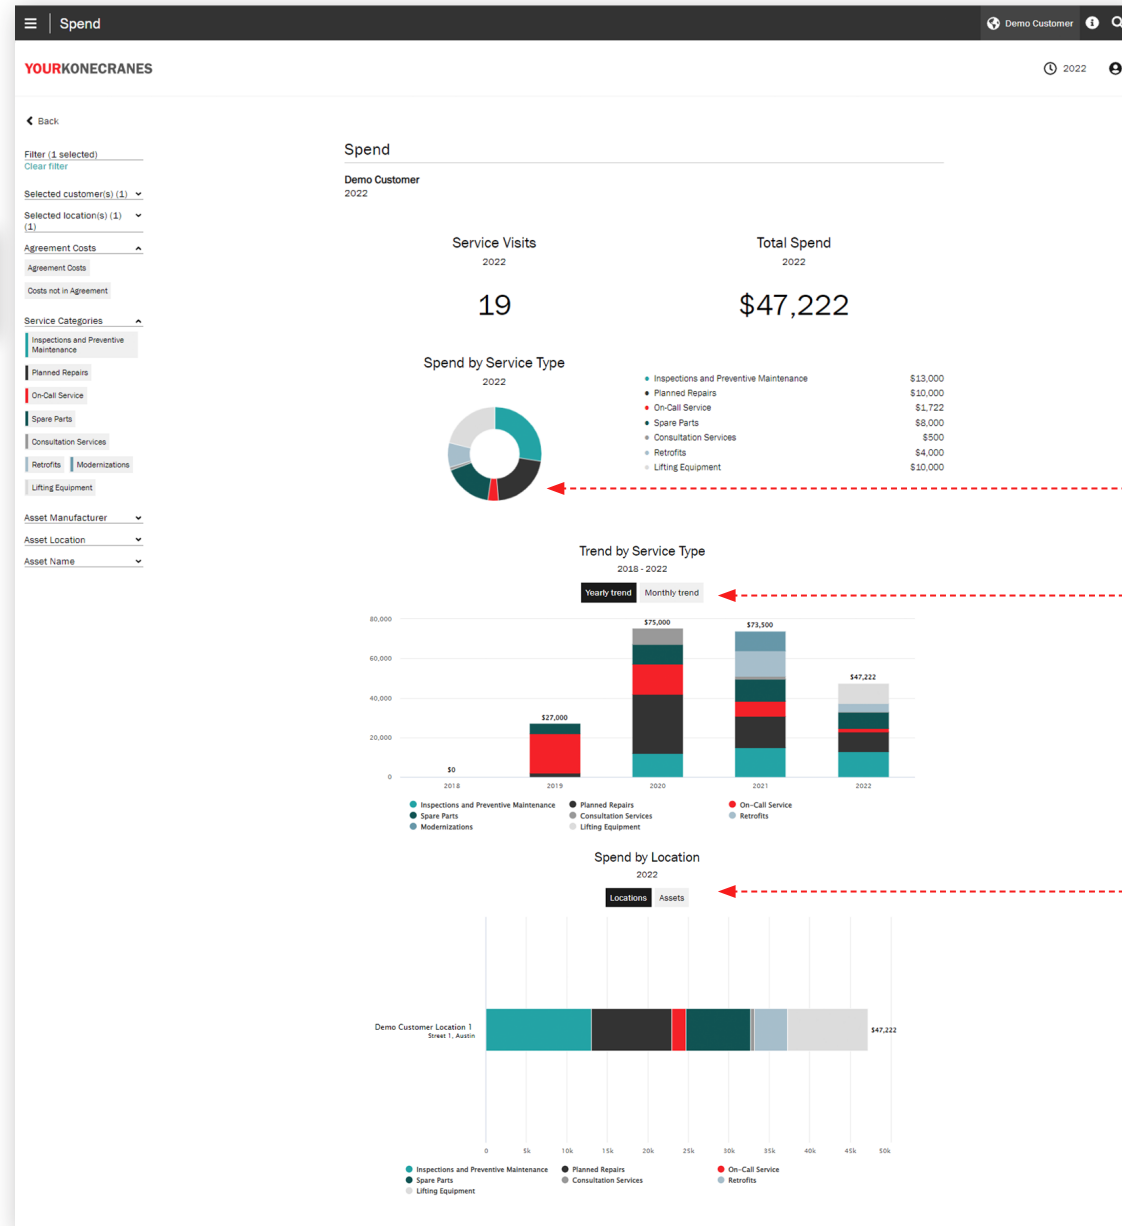 Spend
Demo Customer
YOURKONECRANES
2022
Back
Filter (1 selected)
Clear filter
Selected customer(s) (1)
Selected location(s) (1)
(1)
Agreement Costs
Agreement Costs
Costs not in Agreement
Service Categories
Inspections and Preventive
Maintenance
Planned Repairs
On-Call Service
Spare Parts
Consultation Services
Retrofits Modernizations
Lifting Equipment
Asset Manufacturer
Asset Location
Asset Name
Spend
Demo Customer
2022
Service Visits
2022
19
Total Spend
2022
$47,222
Spend by Service Type
2022
Inspections and Preventive Maintenance $13,000
Planned Repairs $10,000
On-Call Service $1,722
Spare Parts $8,000
Consultation Services $500
Retrofits $4,000
Lifting Equipment $10,000
Trend by Service Type
2018 - 2022
Yearly trend Monthly trend
80,000
60,000
40,000
20,000
0
$0
$27,000
$75,000
$73,500
$47,222
2018 2019 2020 2021 2022
Inspections and Preventive Maintenance Planned Repairs On-Call Service
Spare Parts Consultation Services Retrofits
Modernizations Lifting Equipment
Spend by Location
2022
Locations Assets
Demo Customer Location 1
Street 1, Austin
$47,222
0 5k 10k 15k 20k 25k 30k 35k 40k 45k 50k
Inspections and Preventive Maintenance Planned Repairs On-Call Service
Spare Parts Consultation Services Retrofits
Lifting Equipment